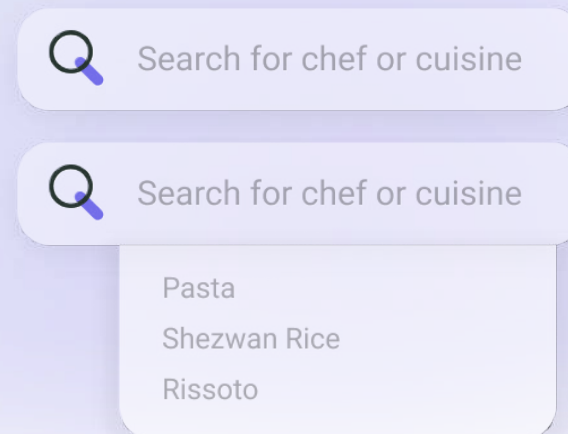 Search for chef or cuisine
Search for chef or cuisine
Pasta
Shezwan Rice
Rissoto